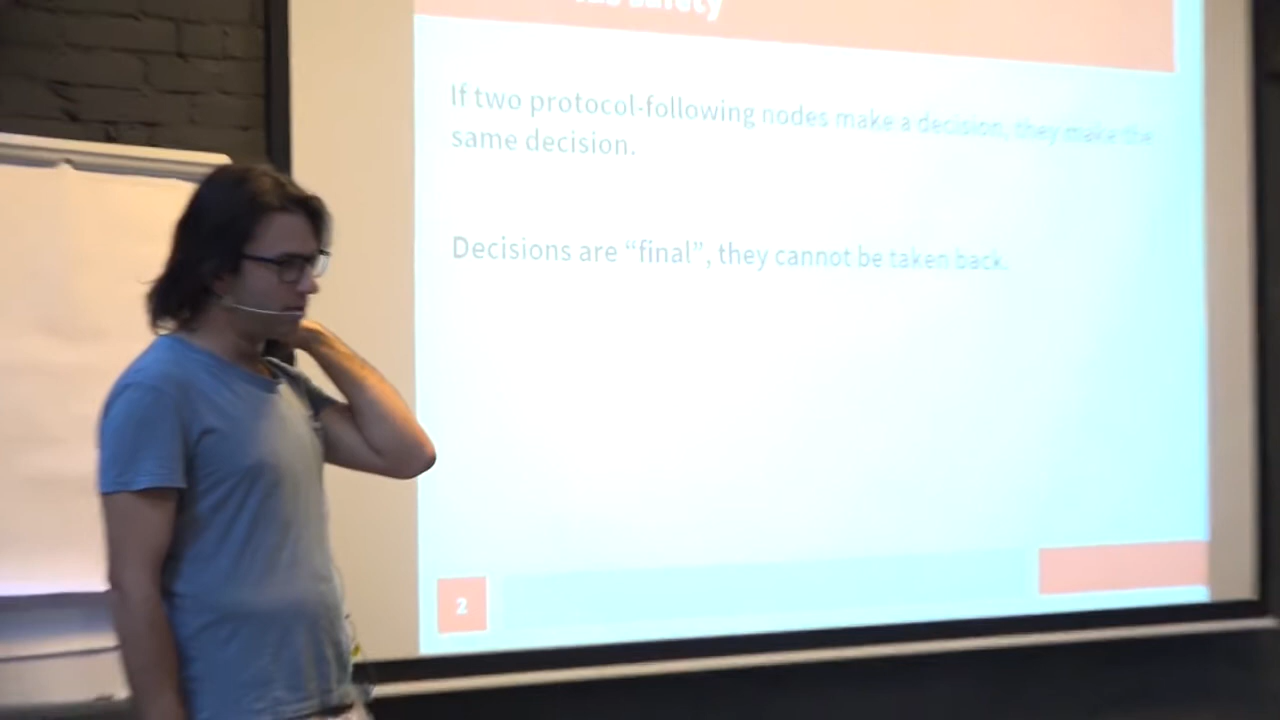 safety
If two protocol-following nodes make a decision, they make the
same decision.
Decisions are “final”, they cannot be taken back.
2